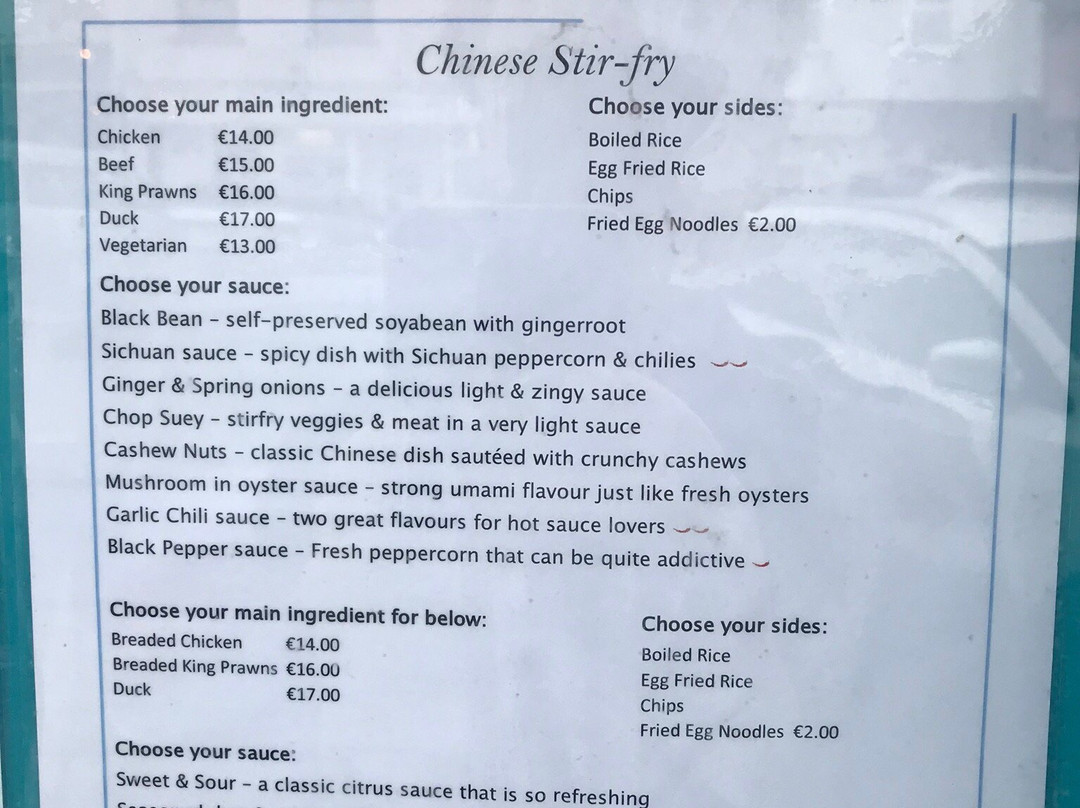 Chinese Stir-fry
Choose your main ingredient:
Chicken €14.00
Beef €15.00
King Prawns €16.00
Duck €17.00
Vegetarian €13.00
Choose your sides:
Boiled Rice
Egg Fried Rice
Chips
Fried Egg Noodles €2.00
Choose your sauce:
Black Bean - self-preserved soyabean with gingerroot
Sichuan sauce - spicy dish with Sichuan peppercorn & chilies
Ginger & Spring onions - a delicious light & zingy sauce
Chop Suey - stirfry veggies & meat in a very light sauce
Cashew Nuts - classic Chinese dish sautéed with crunchy cashews
Mushroom in oyster sauce - strong umami flavour just like fresh oysters
Garlic Chili sauce - two great flavours for hot sauce lovers
Black Pepper sauce - Fresh peppercorn that can be quite addictive
Choose your main ingredient for below:
Breaded Chicken €14.00
Breaded King Prawns €16.00
Duck €17.00
Choose your sides:
Boiled Rice
Egg Fried Rice
Chips
Fried Egg Noodles €2.00
Choose your sauce:
Sweet & Sour - a classic citrus sauce that is so refreshing